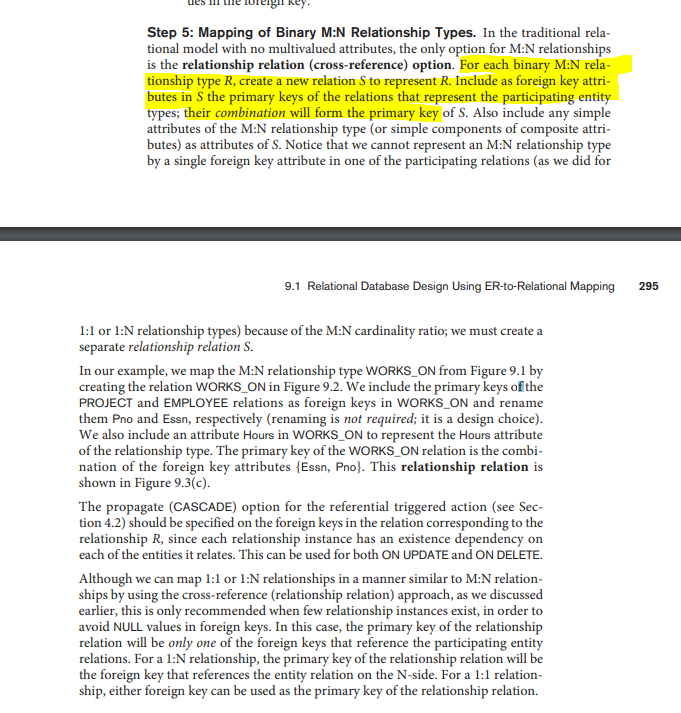 ues in the foreign key.
Step 5: Mapping of Binary M:N Relationship Types. In the traditional rela-
tional model with no multivalued attributes, the only option for M:N relationships
is the relationship relation (cross-reference) option. For each binary M:N rela-
tionship type R, create a new relation S to represent R. Include as foreign key attri-
butes in S the primary keys of the relations that represent the participating entity
types; their combination will form the primary key of S. Also include any simple
attributes of the M:N relationship type (or simple components of composite attri-
butes) as attributes of S. Notice that we cannot represent an M:N relationship type
by a single foreign key attribute in one of the participating relations (as we did for
9.1 Relational Database Design Using ER-to-Relational Mapping 295
1:1 or 1:N relationship types) because of the M:N cardinality ratio; we must create a
separate relationship relation S.
In our example, we map the M:N relationship type WORKS_ON from Figure 9.1 by
creating the relation WORKS_ON in Figure 9.2. We include the primary keys of the
PROJECT and EMPLOYEE relations as foreign keys in WORKS_ON and rename
them Pno and Essn, respectively (renaming is not required; it is a design choice).
We also include an attribute Hours in WORKS_ON to represent the Hours attribute
of the relationship type. The primary key of the WORKS_ON relation is the combi-
nation of the foreign key attributes {Essn, Pno}. This relationship relation is
shown in Figure 9.3(c).
The propagate (CASCADE) option for the referential triggered action (see Sec-
tion 4.2) should be specified on the foreign keys in the relation corresponding to the
relationship R, since each relationship instance has an existence dependency on
each of the entities it relates. This can be used for both ON UPDATE and ON DELETE.
Although we can map 1:1 or 1:N relationships in a manner similar to M:N relation-
ships by using the cross-reference (relationship relation) approach, as we discussed
earlier, this is only recommended when few relationship instances exist, in order to
avoid NULL values in foreign keys. In this case, the primary key of the relationship
relation will be only one of the foreign keys that reference the participating entity
relations. For a 1:N relationship, the primary key of the relationship relation will be
the foreign key that references the entity relation on the N-side. For a 1:1 relation-
ship, either foreign key can be used as the primary key of the relationship relation.